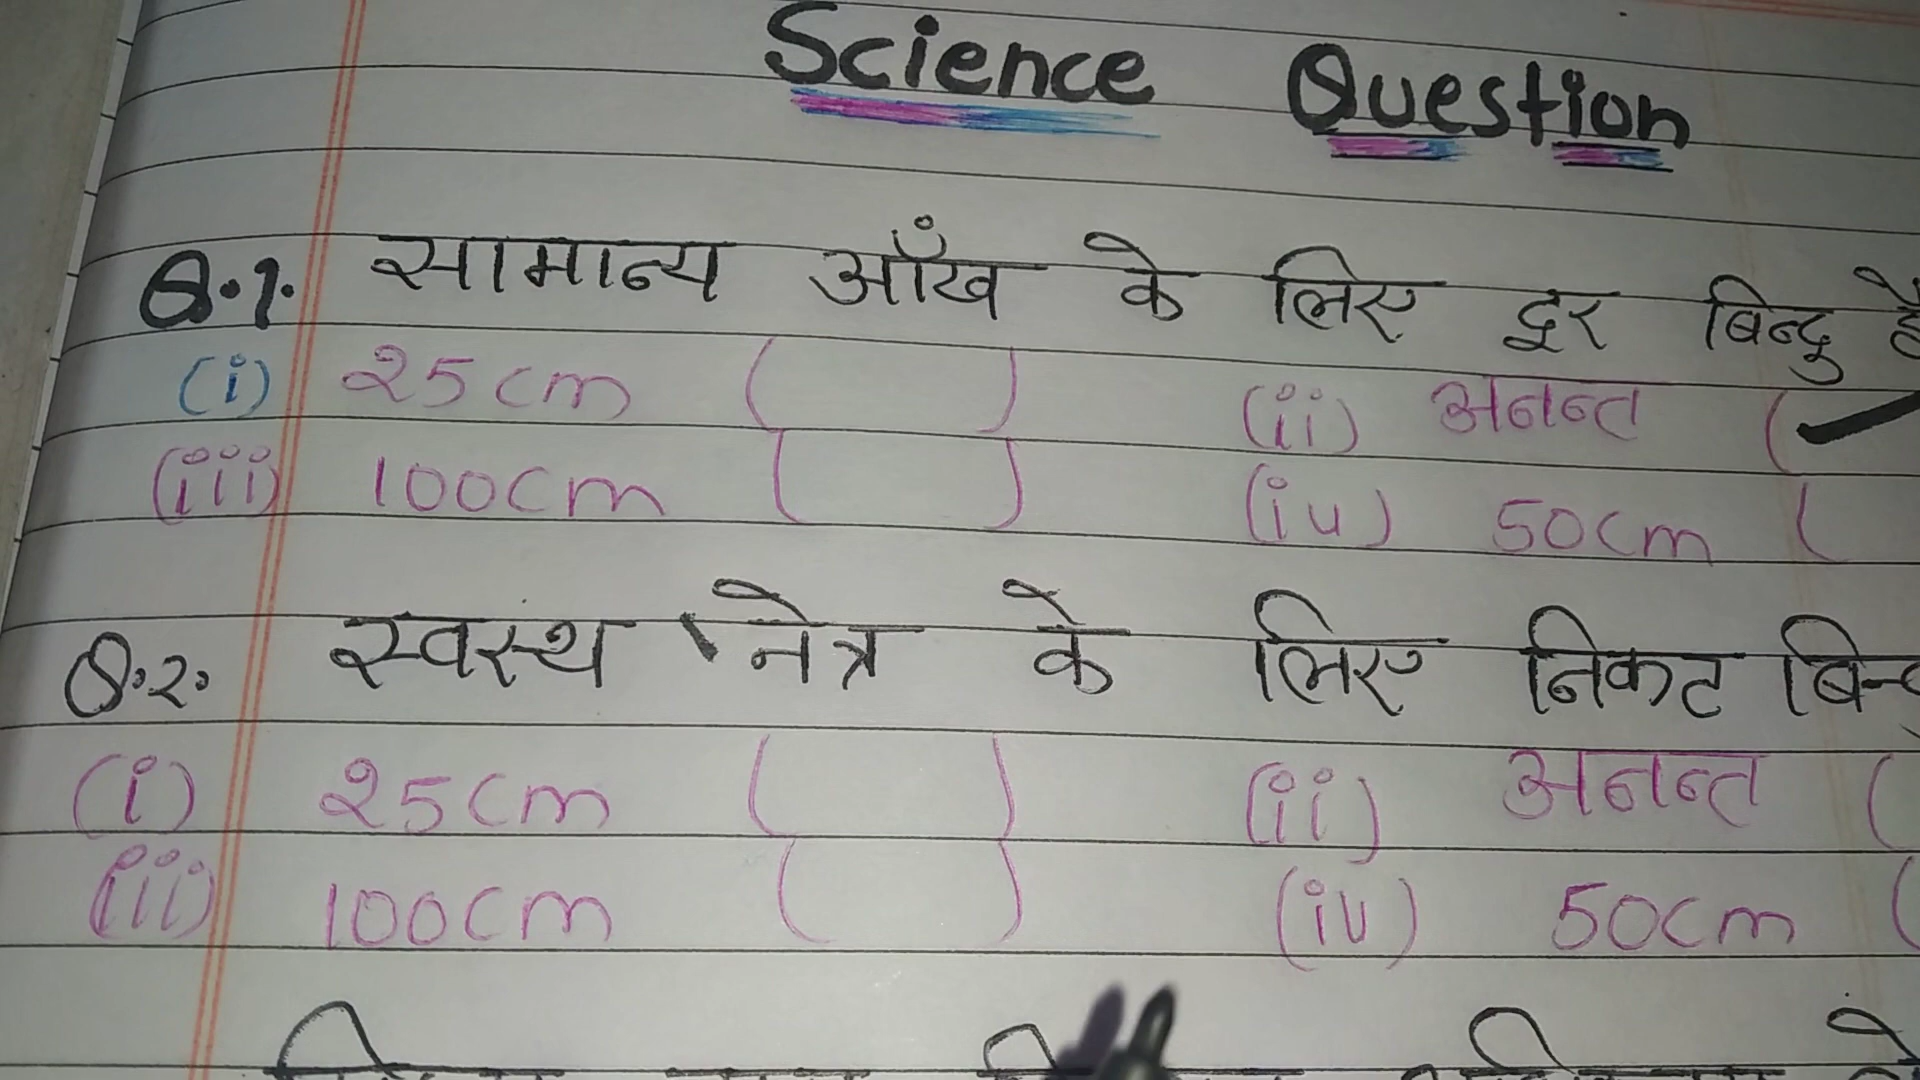 Science Question
Q.1. सामान्य आँख के लिए दूर बिन्दु है
(i) 25cm ( ) (ii) अनन्त (
(iii) 100cm ( ) (iv) 50cm (
Q.2. स्वस्थ नेत्र के लिए निकट
(i) 25cm ( ) (ii) अनन्त (
(iii) 100cm ( ) (iv) 50cm (